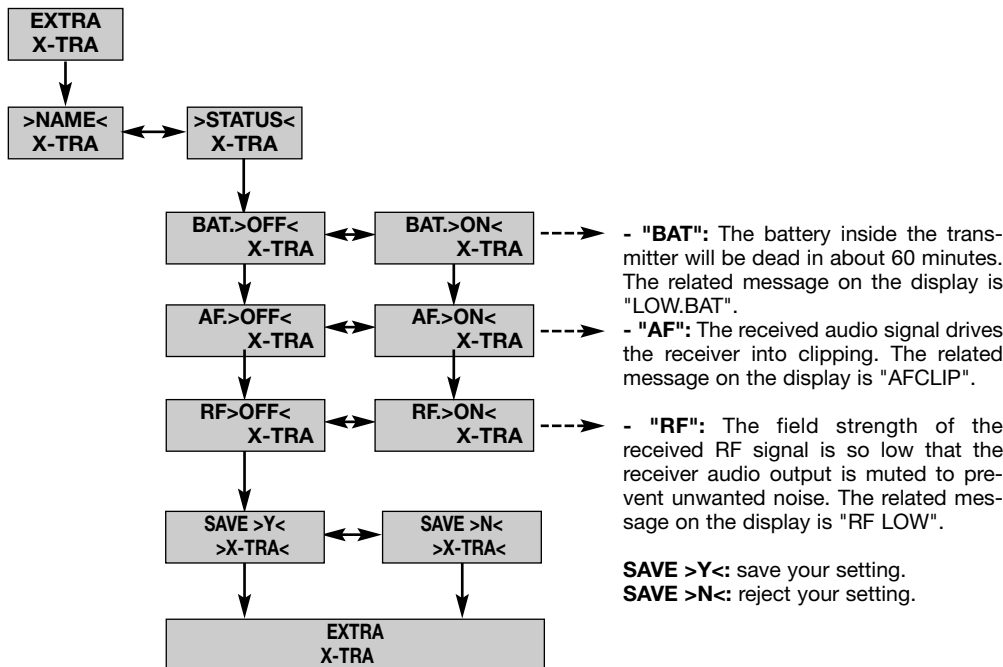 EXTRA
X-TRA
>NAME<
X-TRA
>STATUS<
X-TRA
BAT.>OFF<
X-TRA
BAT.>ON<
X-TRA
- "BAT": The battery inside the trans-
mitter will be dead in about 60 minutes.
The related message on the display is
"LOW.BAT".
AF.>OFF<
X-TRA
AF.>ON<
X-TRA
- "AF": The received audio signal drives
the receiver into clipping. The related
message on the display is "AFCLIP".
RF>OFF<
X-TRA
RF.>ON<
X-TRA
- "RF": The field strength of the
received RF signal is so low that the
receiver audio output is muted to pre-
vent unwanted noise. The related mes-
sage on the display is "RF LOW".
SAVE >Y<
>X-TRA<
SAVE >N<
>X-TRA<
SAVE >Y<: save your setting.
SAVE >N<: reject your setting.
EXTRA
X-TRA